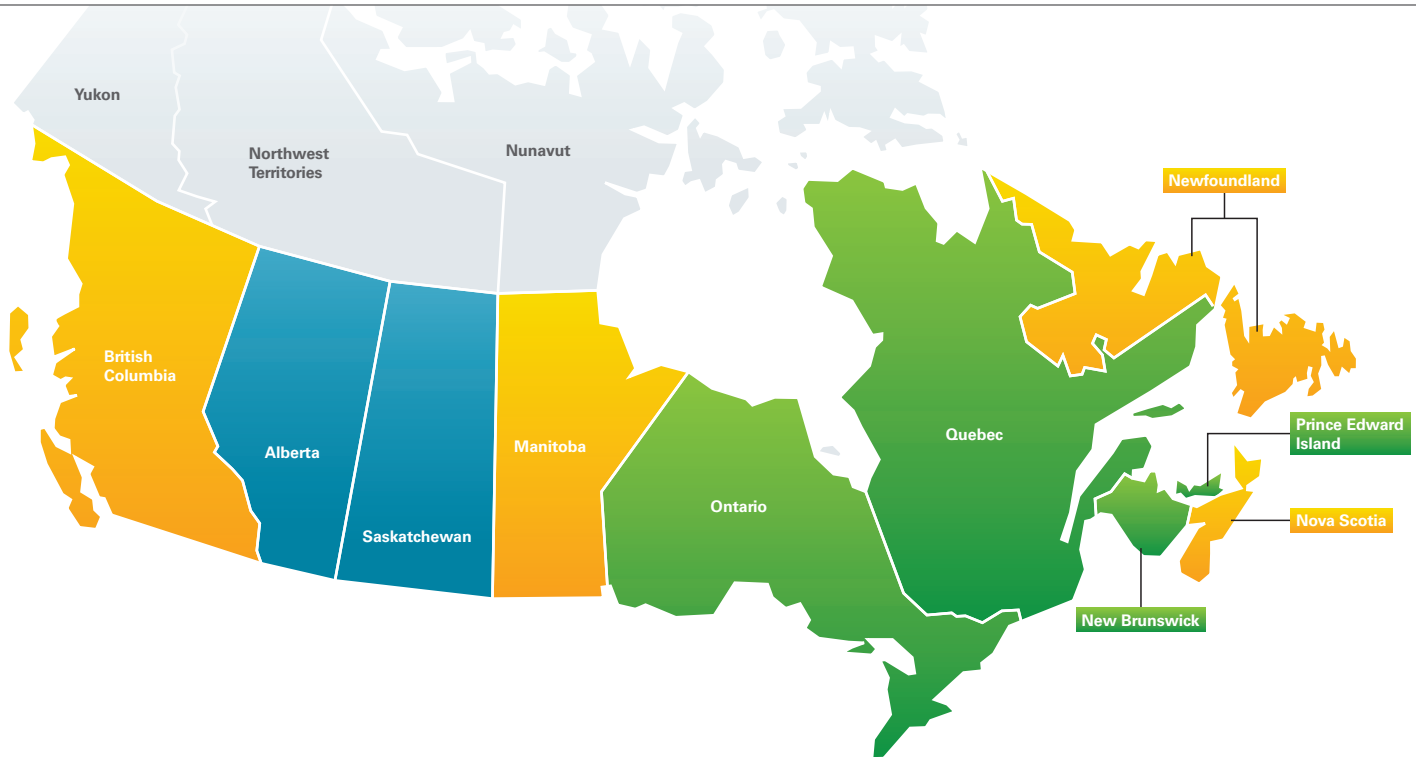 Yukon
Northwest
Territories
Nunavut
Newfoundland
British
Columbia
Alberta
Saskatchewan
Manitoba
Ontario
Quebec
Prince Edward
Island
Nova Scotia
New Brunswick